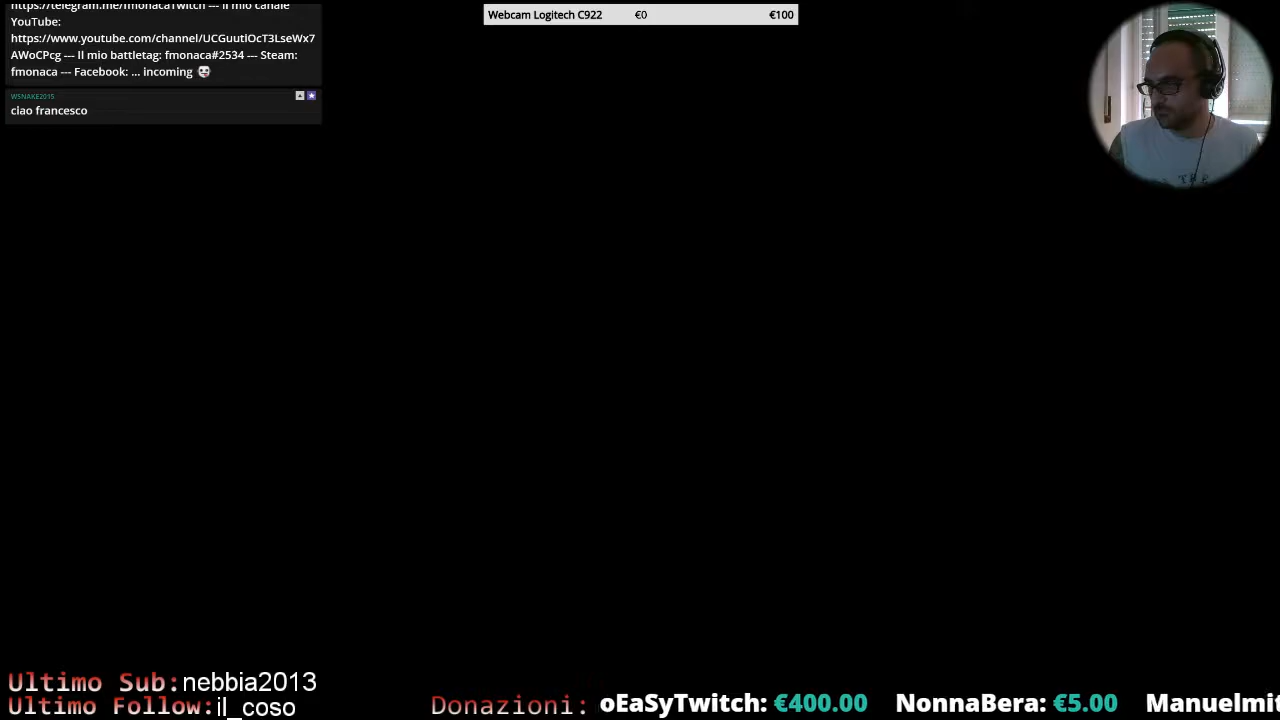 https://telegram.me/fmonacaTwitch --- Il mio canale
YouTube:
https://www.youtube.com/channel/UCGuutIOcT3LseWx7
AWoCPcg --- Il mio battletag: fmonaca#2534 --- Steam:
fmonaca --- Facebook: ... incoming
WSNAKE2015
ciao francesco
Webcam Logitech C922 €0 €100
Ultimo Sub:nebbia2013
Ultimo Follow:il_coso
Donazioni: oEaSyTwitch: €400.00 NonnaBera: €5.00 Manuelmit